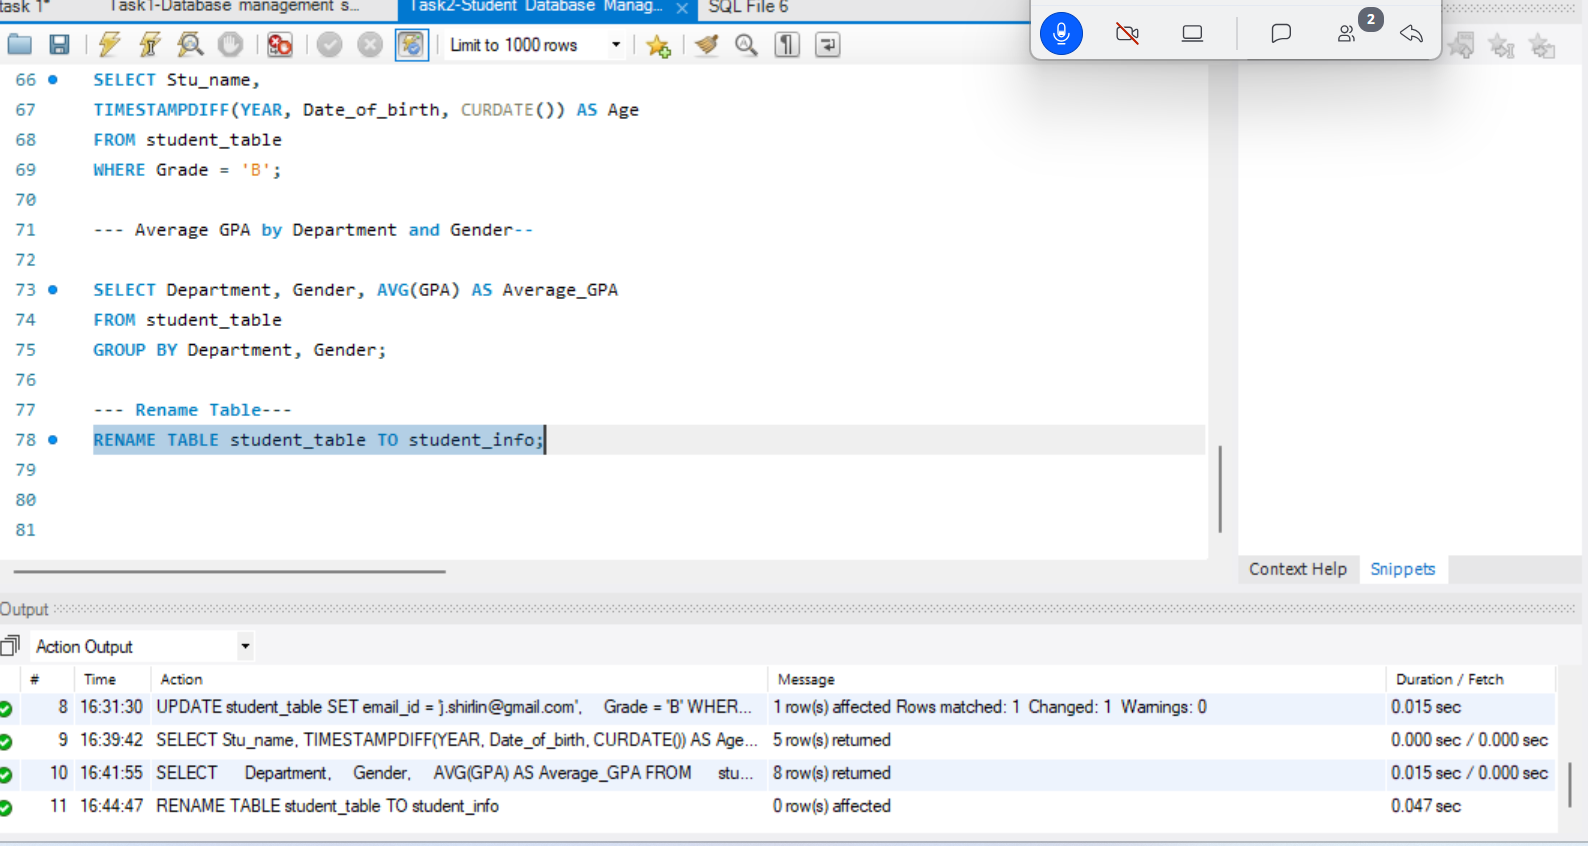 task 1*
Task1-Database management s...
Task2-Student Database Manag...
SQL File 6
Limit to 1000 rows
2
66 SELECT Stu_name,
67 TIMESTAMPDIFF(YEAR, Date_of_birth, CURDATE()) AS Age
68 FROM student_table
69 WHERE Grade = 'B';
70
71 --- Average GPA by Department and Gender--
72
73 SELECT Department, Gender, AVG(GPA) AS Average_GPA
74 FROM student_table
75 GROUP BY Department, Gender;
76
77 --- Rename Table---
78 RENAME TABLE student_table TO student_info;
79
80
81
Context Help Snippets
Output
Action Output
# Time Action Message Duration / Fetch
8 16:31:30 UPDATE student_table SET email_id = 'j.shirlin@gmail.com', Grade = 'B' WHER... 1 row(s) affected Rows matched: 1 Changed: 1 Warnings: 0 0.015 sec
9 16:39:42 SELECT Stu_name, TIMESTAMPDIFF(YEAR, Date_of_birth, CURDATE()) AS Age... 5 row(s) returned 0.000 sec / 0.000 sec
10 16:41:55 SELECT Department, Gender, AVG(GPA) AS Average_GPA FROM stu... 8 row(s) returned 0.015 sec / 0.000 sec
11 16:44:47 RENAME TABLE student_table TO student_info 0 row(s) affected 0.047 sec